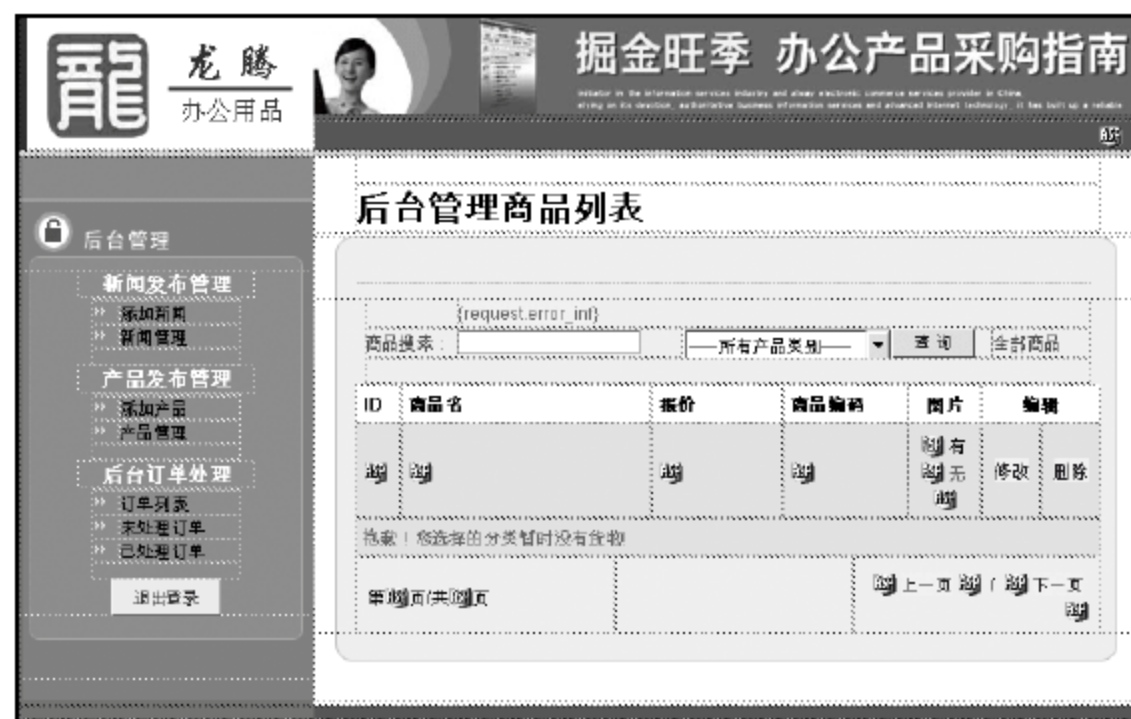 龍
龙腾
办公用品
掘金旺季 办公产品采购指南
后台管理商品列表
后台管理
新闻发布管理
添加新闻
新闻管理
产品发布管理
添加产品
产品管理
后台订单处理
订单列表
未处理订单
已处理订单
退出登录
{request.error_inf}
商品搜索：
——所有产品类别——
查询
全部商品
ID 商品名 报价 商品编码 图片 编辑
有
无
修改 删除
抱歉！您选择的分类暂时没有货物!
第 页/共 页
上一页 ( 下一页